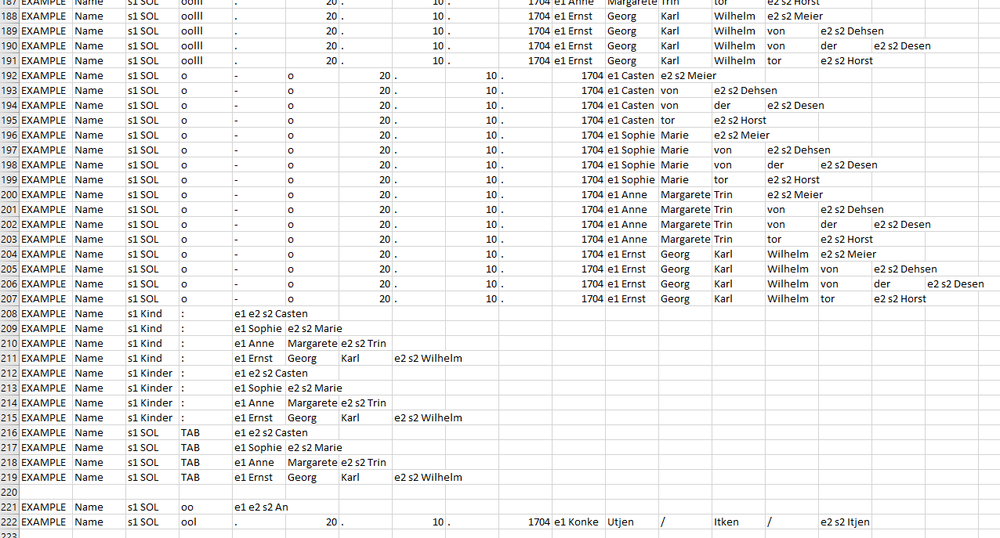 187 EXAMPLE Name s1 SOL oolll . 20 . 10 . 1704 e1 Anne Margarete Trin tor e2 s2 Horst
188 EXAMPLE Name s1 SOL oolll . 20 . 10 . 1704 e1 Ernst Georg Karl Wilhelm e2 s2 Meier
189 EXAMPLE Name s1 SOL oolll . 20 . 10 . 1704 e1 Ernst Georg Karl Wilhelm von e2 s2 Dehsen
190 EXAMPLE Name s1 SOL oolll . 20 . 10 . 1704 e1 Ernst Georg Karl Wilhelm von der e2 s2 Desen
191 EXAMPLE Name s1 SOL oolll . 20 . 10 . 1704 e1 Ernst Georg Karl Wilhelm tor e2 s2 Horst
192 EXAMPLE Name s1 SOL o - o 20 . 10 . 1704 e1 Casten e2 s2 Meier
193 EXAMPLE Name s1 SOL o - o 20 . 10 . 1704 e1 Casten von e2 s2 Dehsen
194 EXAMPLE Name s1 SOL o - o 20 . 10 . 1704 e1 Casten von der e2 s2 Desen
195 EXAMPLE Name s1 SOL o - o 20 . 10 . 1704 e1 Casten tor e2 s2 Horst
196 EXAMPLE Name s1 SOL o - o 20 . 10 . 1704 e1 Sophie Marie e2 s2 Meier
197 EXAMPLE Name s1 SOL o - o 20 . 10 . 1704 e1 Sophie Marie von e2 s2 Dehsen
198 EXAMPLE Name s1 SOL o - o 20 . 10 . 1704 e1 Sophie Marie von der e2 s2 Desen
199 EXAMPLE Name s1 SOL o - o 20 . 10 . 1704 e1 Sophie Marie tor e2 s2 Horst
200 EXAMPLE Name s1 SOL o - o 20 . 10 . 1704 e1 Anne Margarete Trin e2 s2 Meier
201 EXAMPLE Name s1 SOL o - o 20 . 10 . 1704 e1 Anne Margarete Trin von e2 s2 Dehsen
202 EXAMPLE Name s1 SOL o - o 20 . 10 . 1704 e1 Anne Margarete Trin von der e2 s2 Desen
203 EXAMPLE Name s1 SOL o - o 20 . 10 . 1704 e1 Anne Margarete Trin tor e2 s2 Horst
204 EXAMPLE Name s1 SOL o - o 20 . 10 . 1704 e1 Ernst Georg Karl Wilhelm e2 s2 Meier
205 EXAMPLE Name s1 SOL o - o 20 . 10 . 1704 e1 Ernst Georg Karl Wilhelm von e2 s2 Dehsen
206 EXAMPLE Name s1 SOL o - o 20 . 10 . 1704 e1 Ernst Georg Karl Wilhelm von der e2 s2 Desen
207 EXAMPLE Name s1 SOL o - o 20 . 10 . 1704 e1 Ernst Georg Karl Wilhelm tor e2 s2 Horst
208 EXAMPLE Name s1 Kind : e1 e2 s2 Casten
209 EXAMPLE Name s1 Kind : e1 Sophie e2 s2 Marie
210 EXAMPLE Name s1 Kind : e1 Anne Margarete e2 s2 Trin
211 EXAMPLE Name s1 Kind : e1 Ernst Georg Karl e2 s2 Wilhelm
212 EXAMPLE Name s1 Kinder : e1 e2 s2 Casten
213 EXAMPLE Name s1 Kinder : e1 Sophie e2 s2 Marie
214 EXAMPLE Name s1 Kinder : e1 Anne Margarete e2 s2 Trin
215 EXAMPLE Name s1 Kinder : e1 Ernst Georg Karl e2 s2 Wilhelm
216 EXAMPLE Name s1 SOL TAB e1 e2 s2 Casten
217 EXAMPLE Name s1 SOL TAB e1 Sophie e2 s2 Marie
218 EXAMPLE Name s1 SOL TAB e1 Anne Margarete e2 s2 Trin
219 EXAMPLE Name s1 SOL TAB e1 Ernst Georg Karl e2 s2 Wilhelm
220
221 EXAMPLE Name s1 SOL oo e1 e2 s2 An
222 EXAMPLE Name s1 SOL ool . 20 . 10 . 1704 e1 Konke Utjen / Itken / e2 s2 Itjen
223